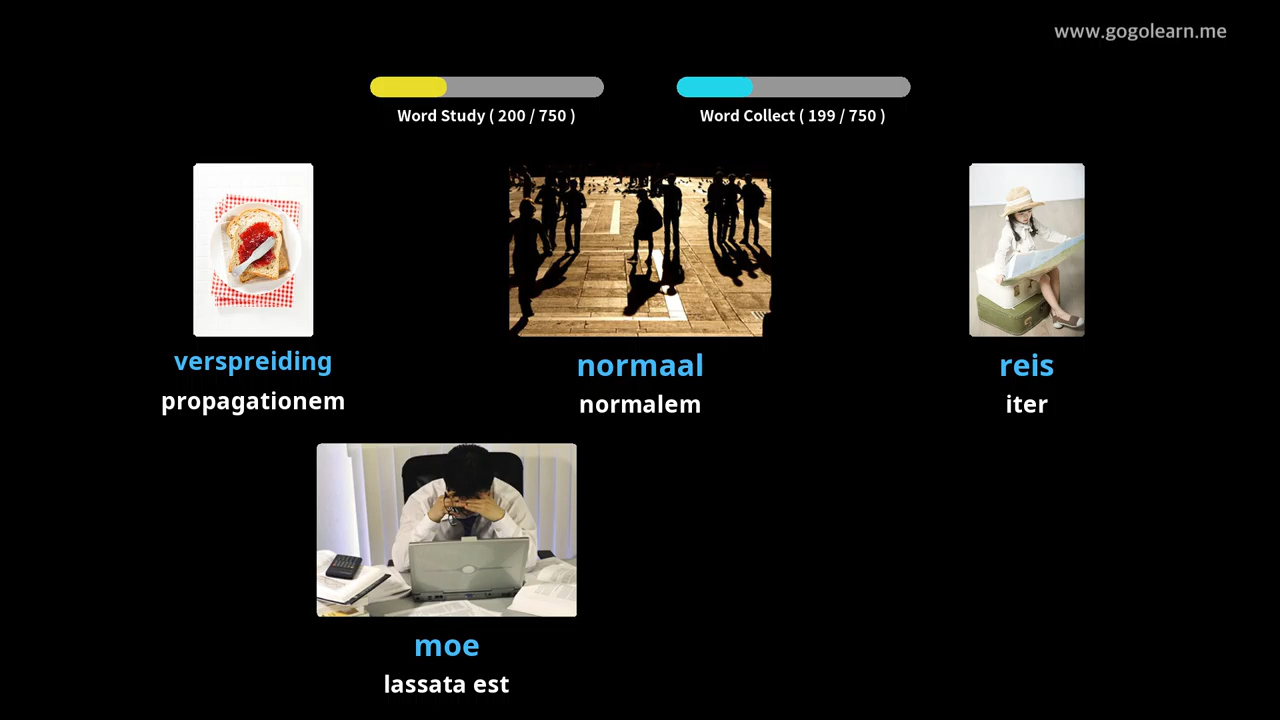 www.gogolearn.me
Word Study ( 200 / 750 )
Word Collect ( 199 / 750 )
verspreiding
propagationem
normaal
normalem
reis
iter
moe
lassata est